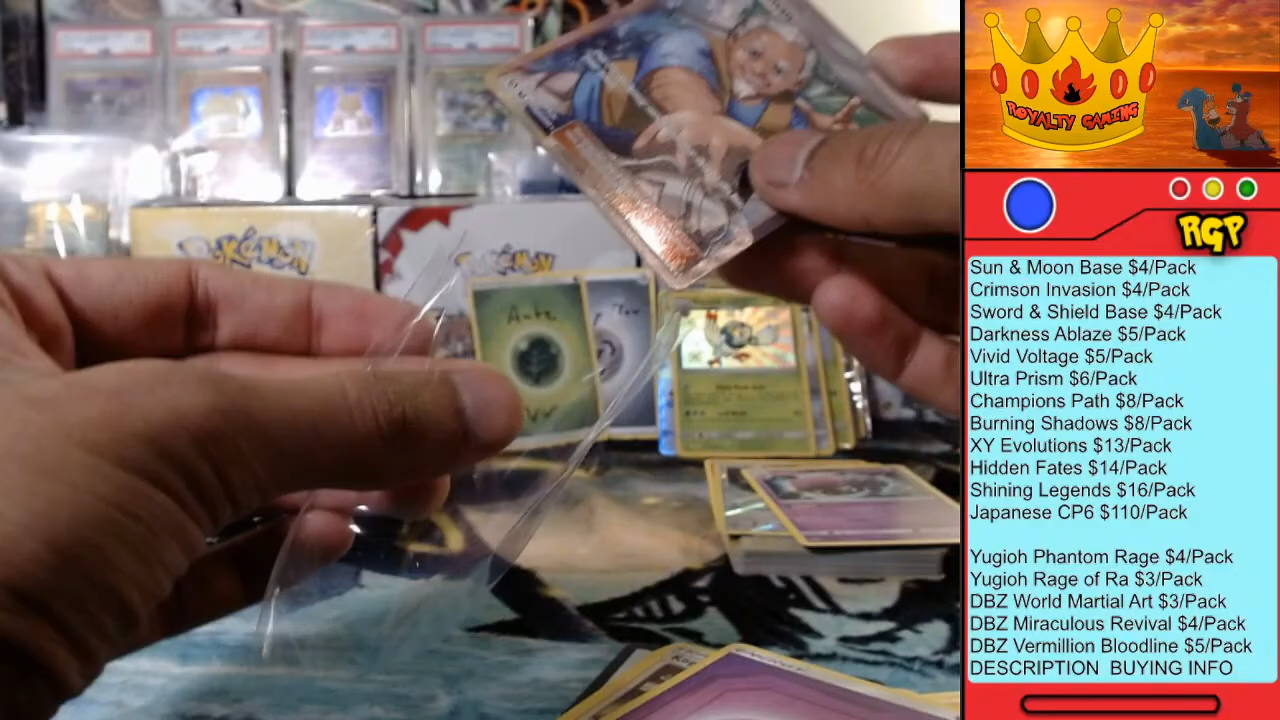 ROYALTY GAMING
RGP
Sun & Moon Base $4/Pack
Crimson Invasion $4/Pack
Sword & Shield Base $4/Pack
Darkness Ablaze $5/Pack
Vivid Voltage $5/Pack
Ultra Prism $6/Pack
Champions Path $8/Pack
Burning Shadows $8/Pack
XY Evolutions $13/Pack
Hidden Fates $14/Pack
Shining Legends $16/Pack
Japanese CP6 $110/Pack
Yugioh Phantom Rage $4/Pack
Yugioh Rage of Ra $3/Pack
DBZ World Martial Art $3/Pack
DBZ Miraculous Revival $4/Pack
DBZ Vermillion Bloodline $5/Pack
DESCRIPTION BUYING INFO
POKéMON
POKéMON